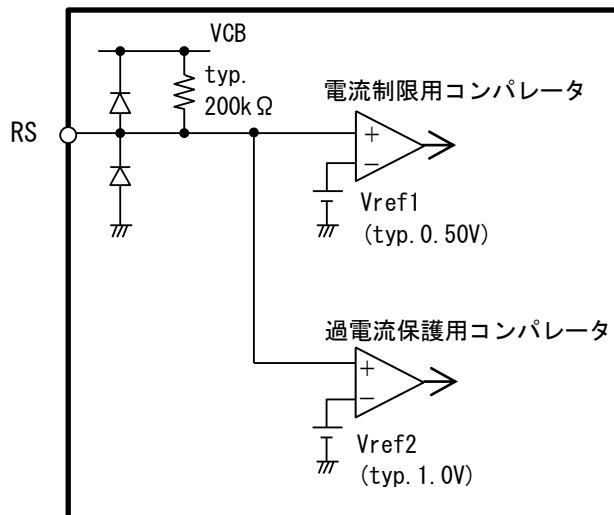 VCB
typ.
200kΩ
電流制限用コンパレータ
RS
+
−
Vref1
(typ.0.50V)
過電流保護用コンパレータ
+
−
Vref2
(typ.1.0V)